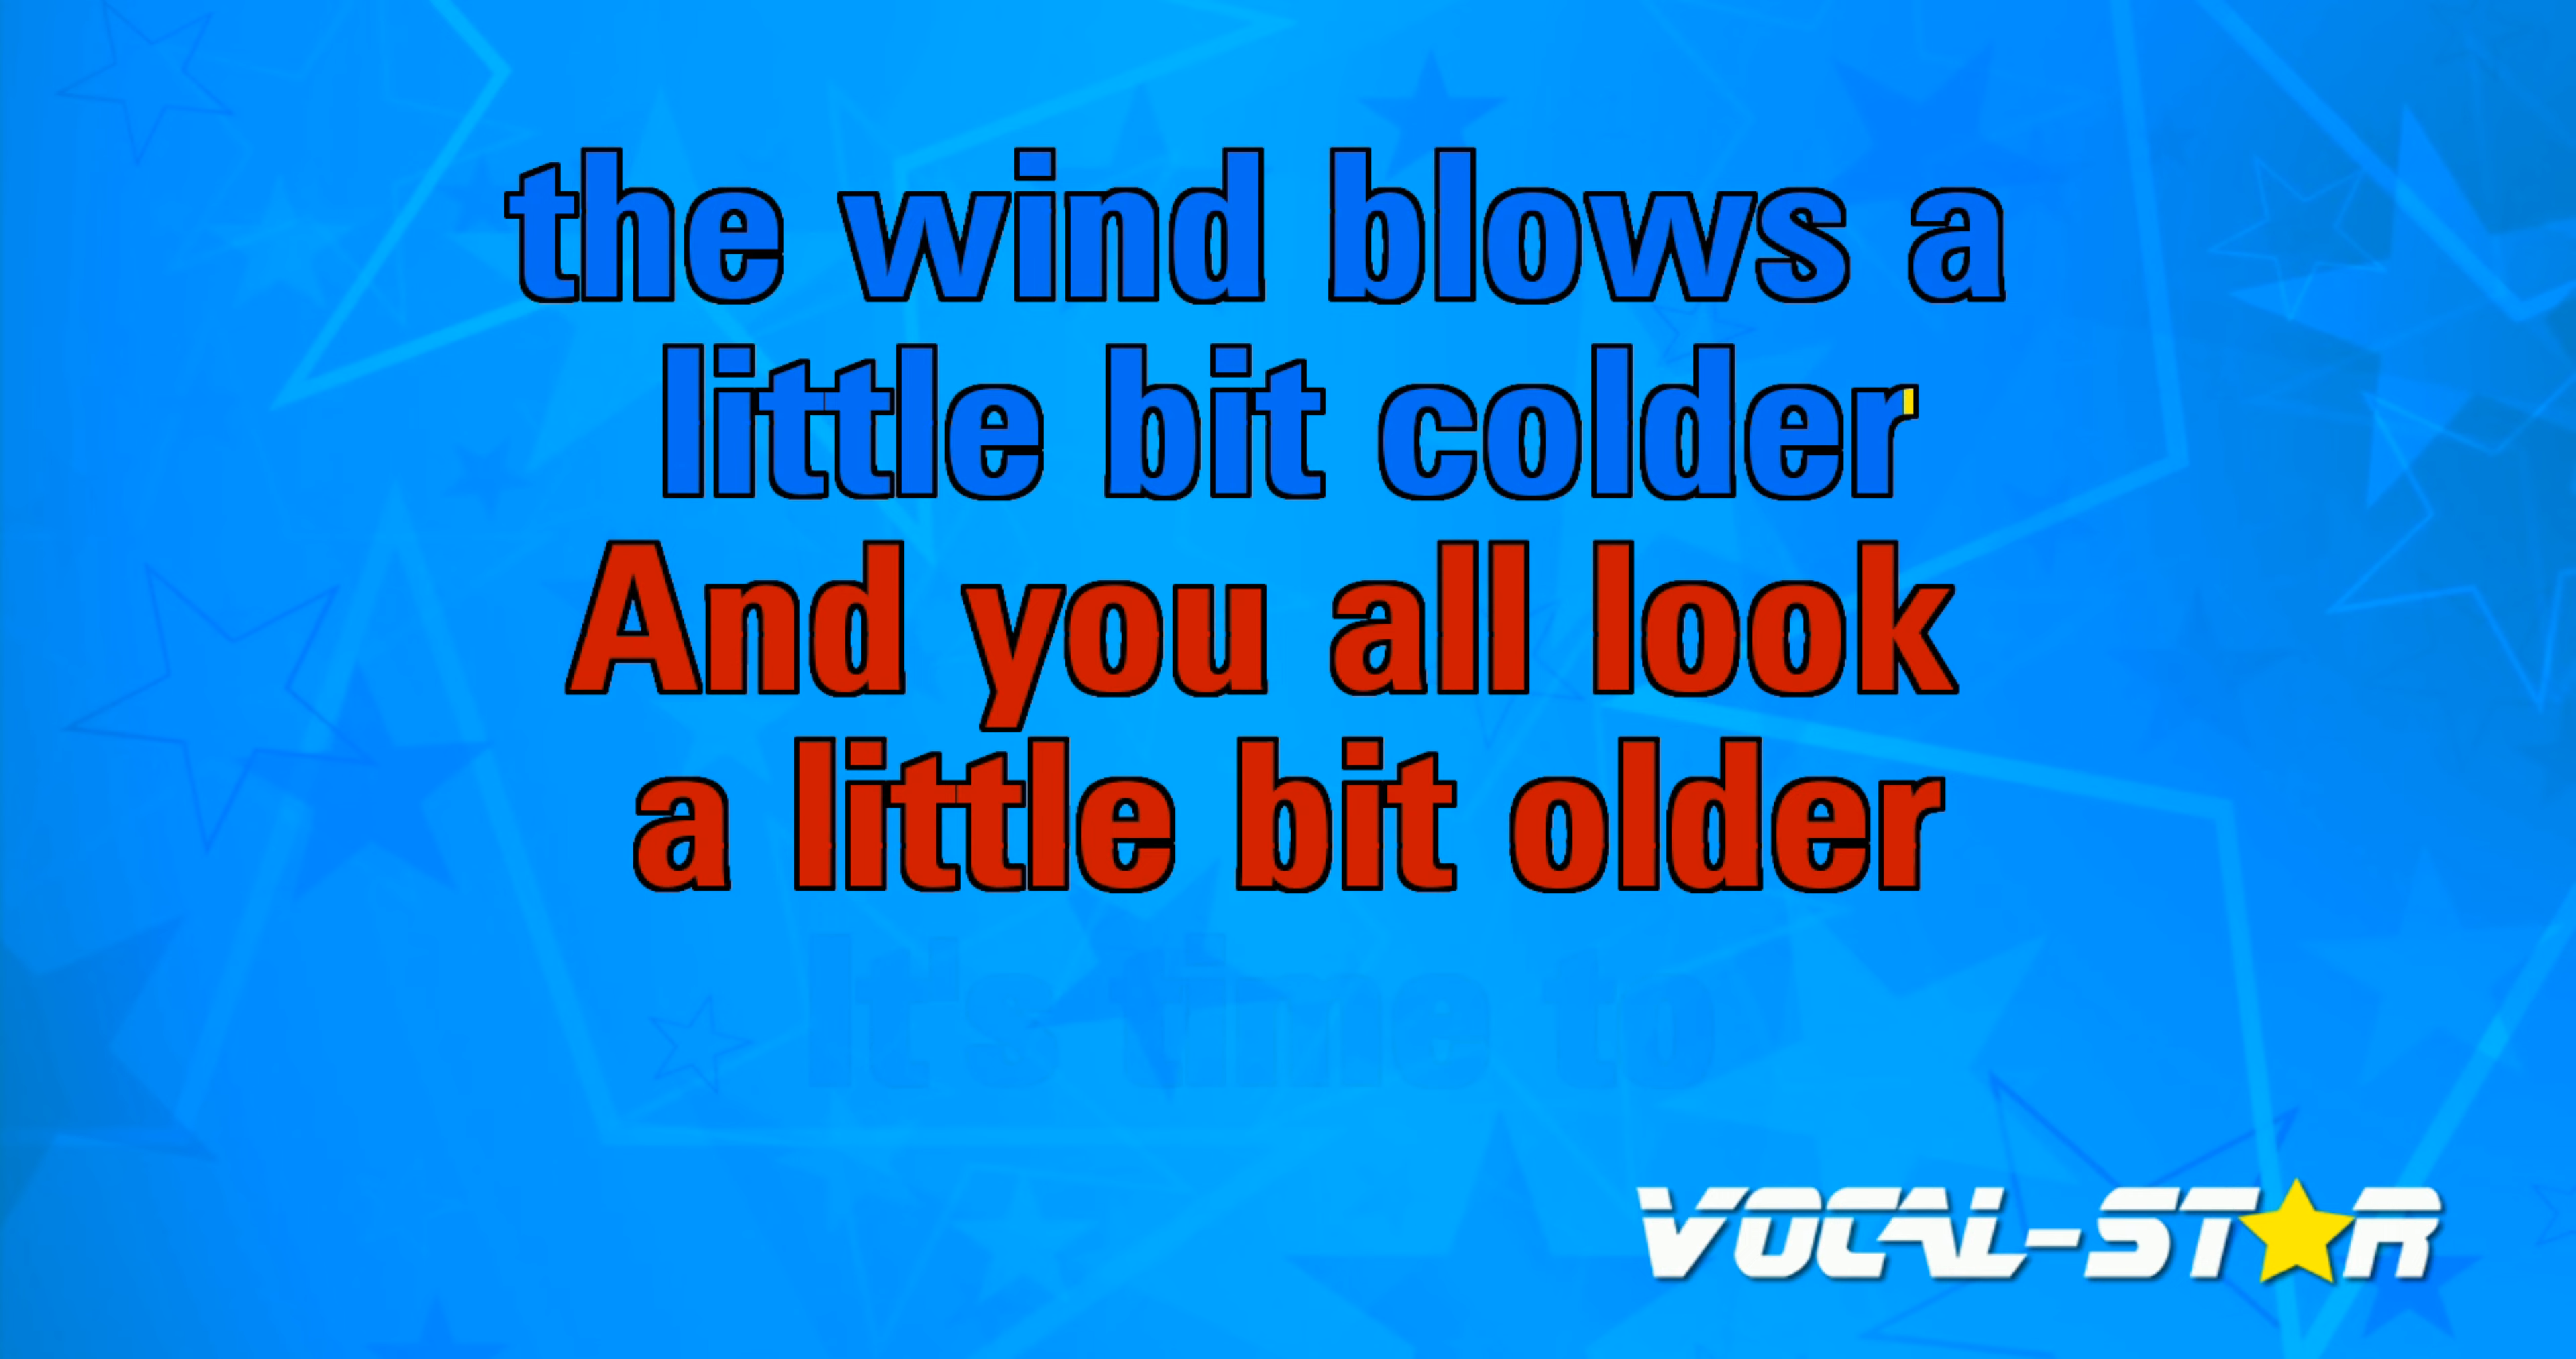 the wind blows a
little bit colder
And you all look
a little bit older
It's time to
VOCAL-STAR